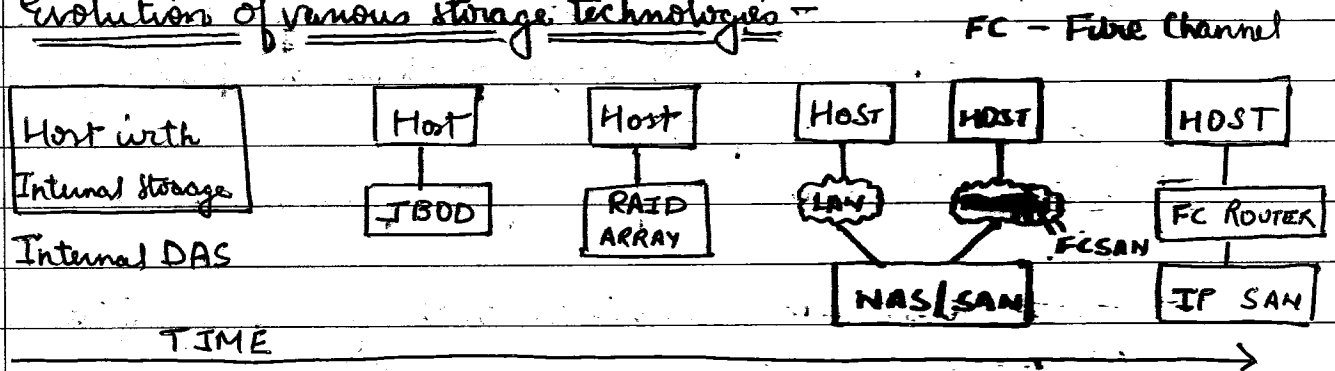 Evolution of various storage technologies -
FC - Fibre Channel
Host with
Internal Storage
Internal DAS
Host
JBOD
Host
RAID
ARRAY
HOST
LAN
HOST
FCSAN
NAS/SAN
HOST
FC ROUTER
IP SAN
TIME